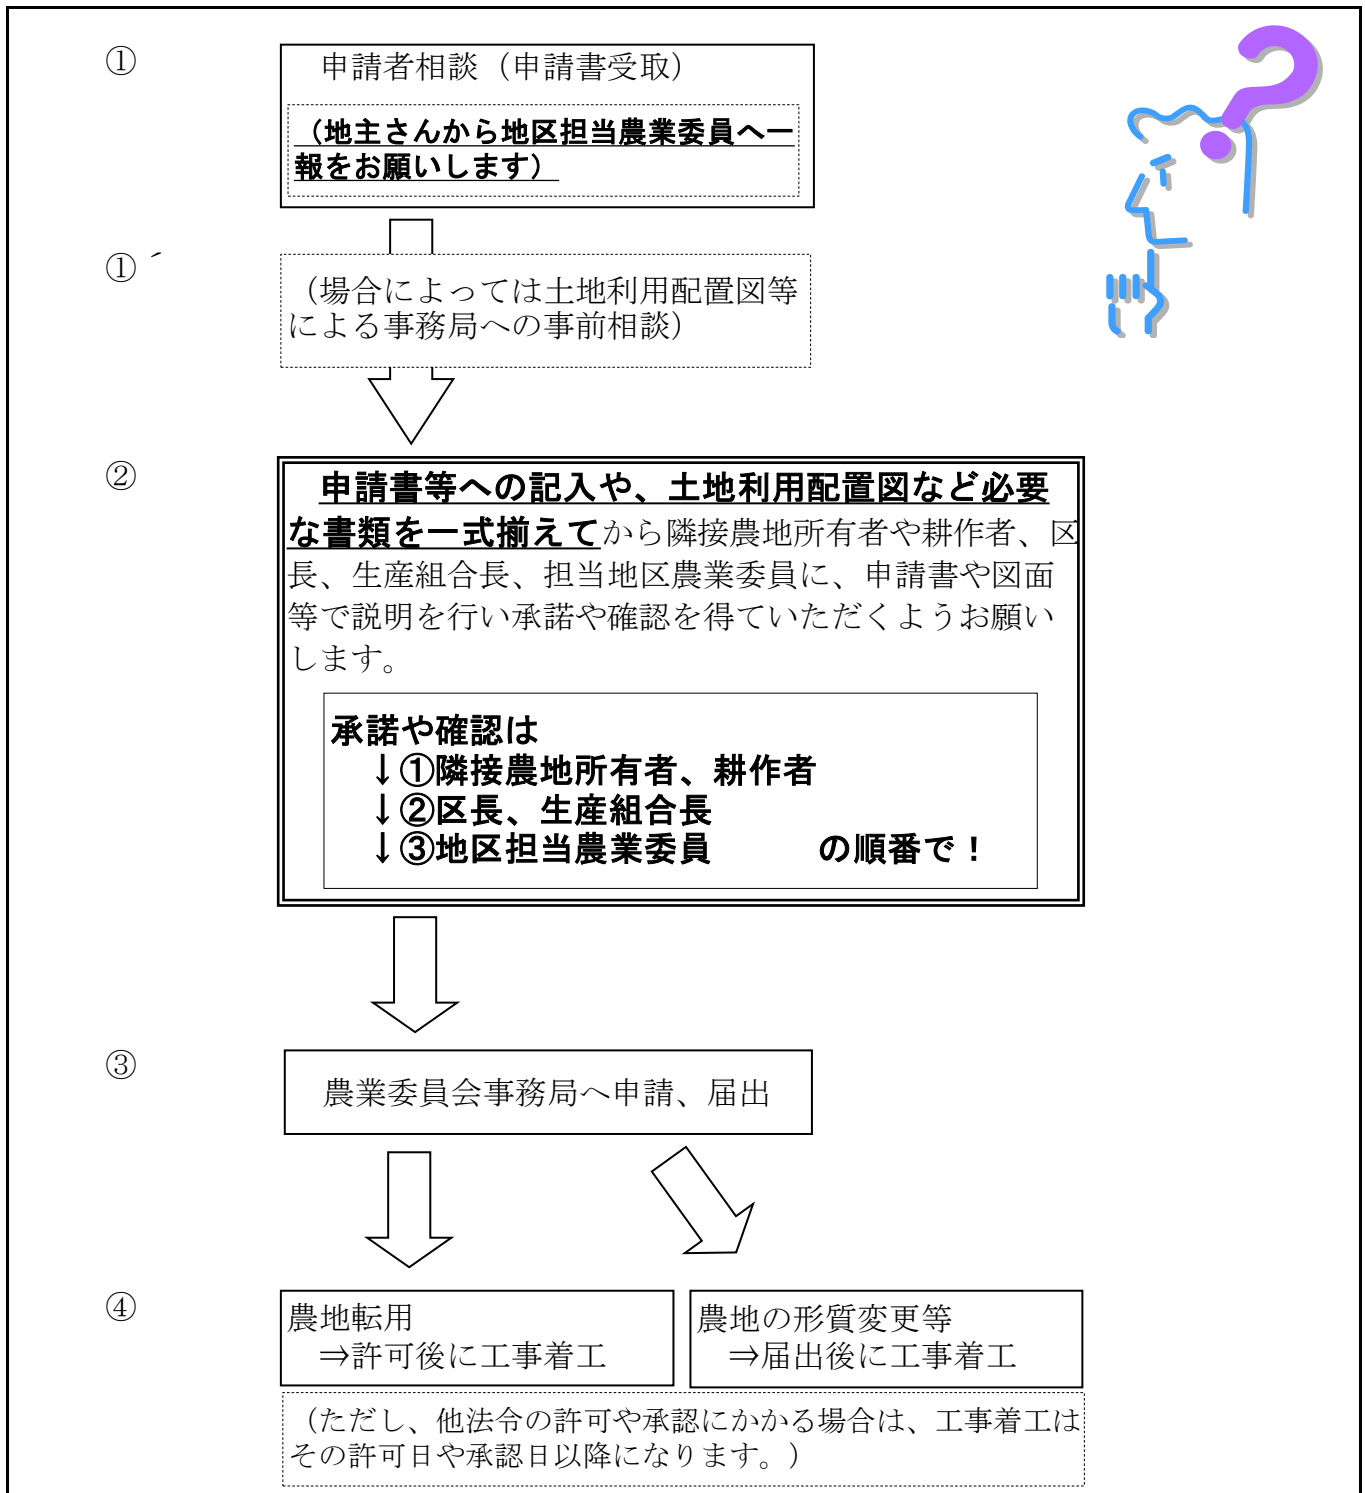 ①
申請者相談（申請書受取）
（地主さんから地区担当農業委員へ一
報をお願いします）
①´
（場合によっては土地利用配置図等
による事務局への事前相談）
②
申請書等への記入や、土地利用配置図など必要
な書類を一式揃えてから隣接農地所有者や耕作者、区
長、生産組合長、担当地区農業委員に、申請書や図面
等で説明を行い承諾や確認を得ていただくようお願い
します。
承諾や確認は
↓①隣接農地所有者、耕作者
↓②区長、生産組合長
↓③地区担当農業委員　　　の順番で！
③
農業委員会事務局へ申請、届出
④
農地転用
⇒許可後に工事着工
農地の形質変更等
⇒届出後に工事着工
（ただし、他法令の許可や承認にかかる場合は、工事着工は
その許可日や承認日以降になります。）